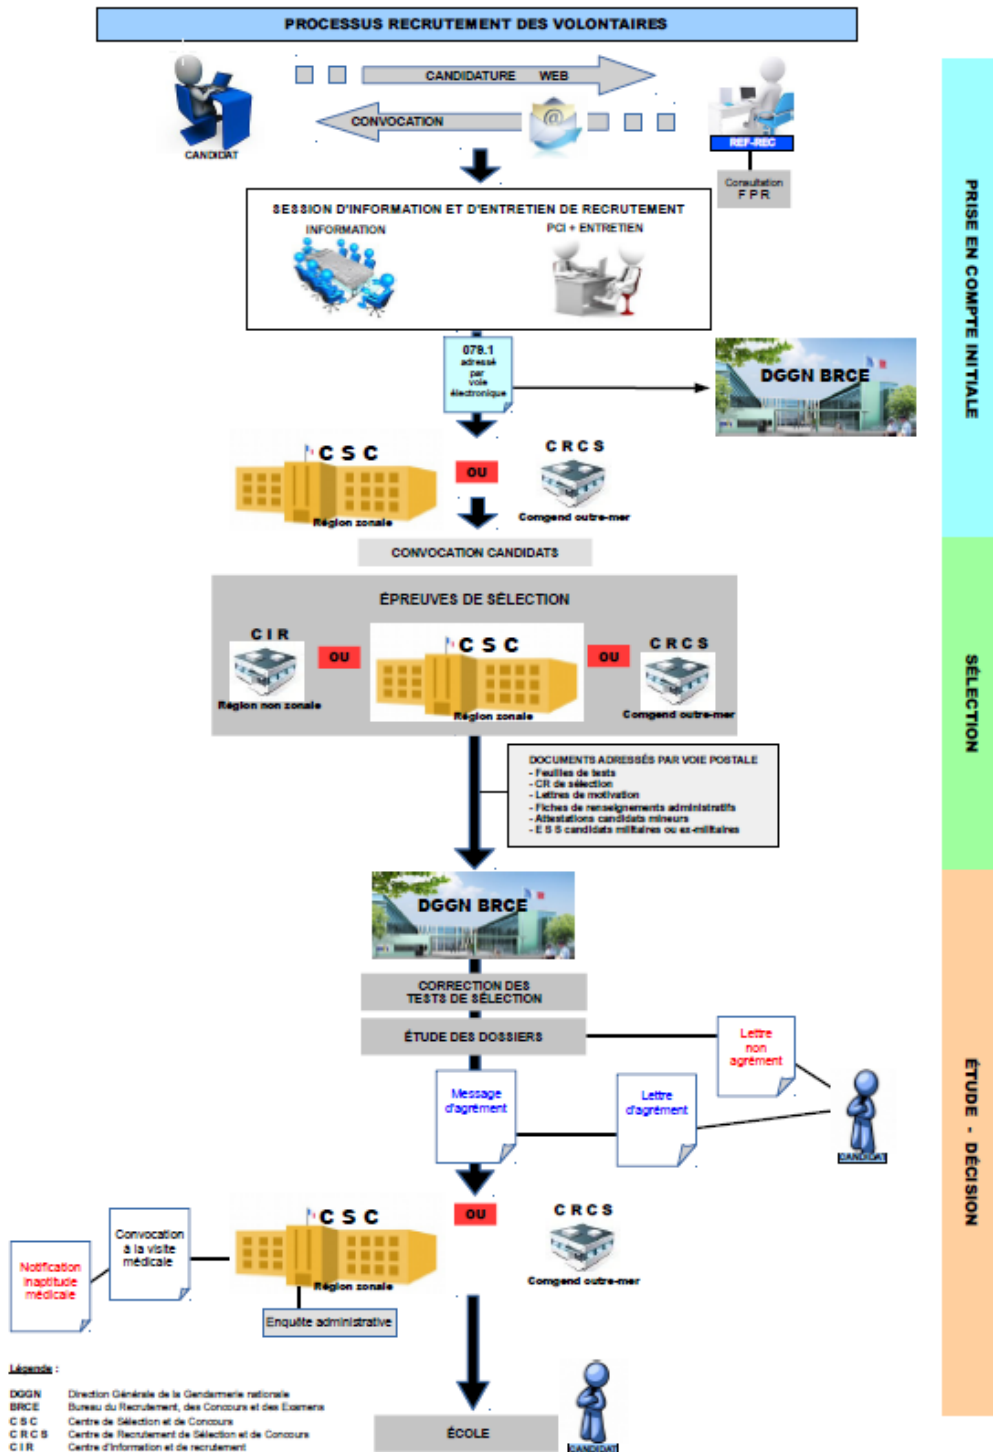 PROCESSUS RECRUTEMENT DES VOLONTAIRES
CANDIDATURE WEB
CONVOCATION
CANDIDAT
REF-REC
Consultation
F P R
SESSION D'INFORMATION ET D'ENTRETIEN DE RECRUTEMENT
INFORMATION
PCI + ENTRETIEN
079.1
adressé
par
voie
électronique
DGGN BRCE
C S C
Région zonale
OU
C R C S
Comgend outre-mer
PRISE EN COMPTE INITIALE
CONVOCATION CANDIDATS
ÉPREUVES DE SÉLECTION
C I R
Région non zonale
OU
C S C
Région zonale
OU
C R C S
Comgend outre-mer
SÉLECTION
DOCUMENTS ADRESSÉS PAR VOIE POSTALE
- Feuilles de tests
- CR de sélection
- Lettres de motivation
- Fiches de renseignements administratifs
- Attestations candidats mineurs
- E S S candidats militaires ou ex-militaires
DGGN BRCE
CORRECTION DES
TESTS DE SÉLECTION
ÉTUDE DES DOSSIERS
Lettre
non
agrément
Message
d'agrément
Lettre
d'agrément
CANDIDAT
ÉTUDE - DÉCISION
C S C
Région zonale
OU
C R C S
Comgend outre-mer
Convocation
à la visite
médicale
Notification
inaptitude
médicale
Enquête administrative
ÉCOLE
CANDIDAT
Légende :
DGGN Direction Générale de la Gendarmerie nationale
BRCE Bureau du Recrutement, des Concours et des Examens
C S C Centre de Sélection et de Concours
C R C S Centre de Recrutement de Sélection et de Concours
C I R Centre d'Information et de recrutement